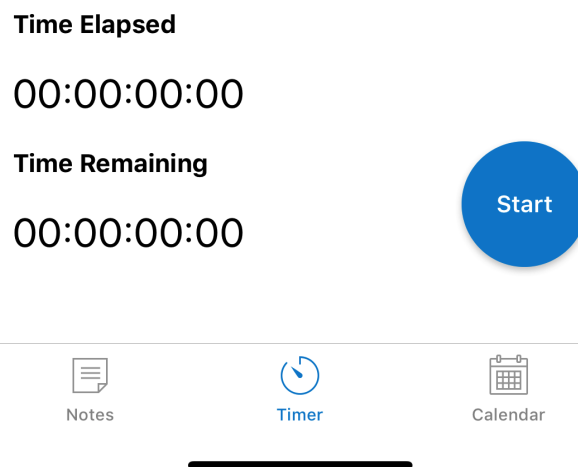 Time Elapsed
00:00:00:00
Time Remaining
00:00:00:00
Start
Notes
Timer
Calendar